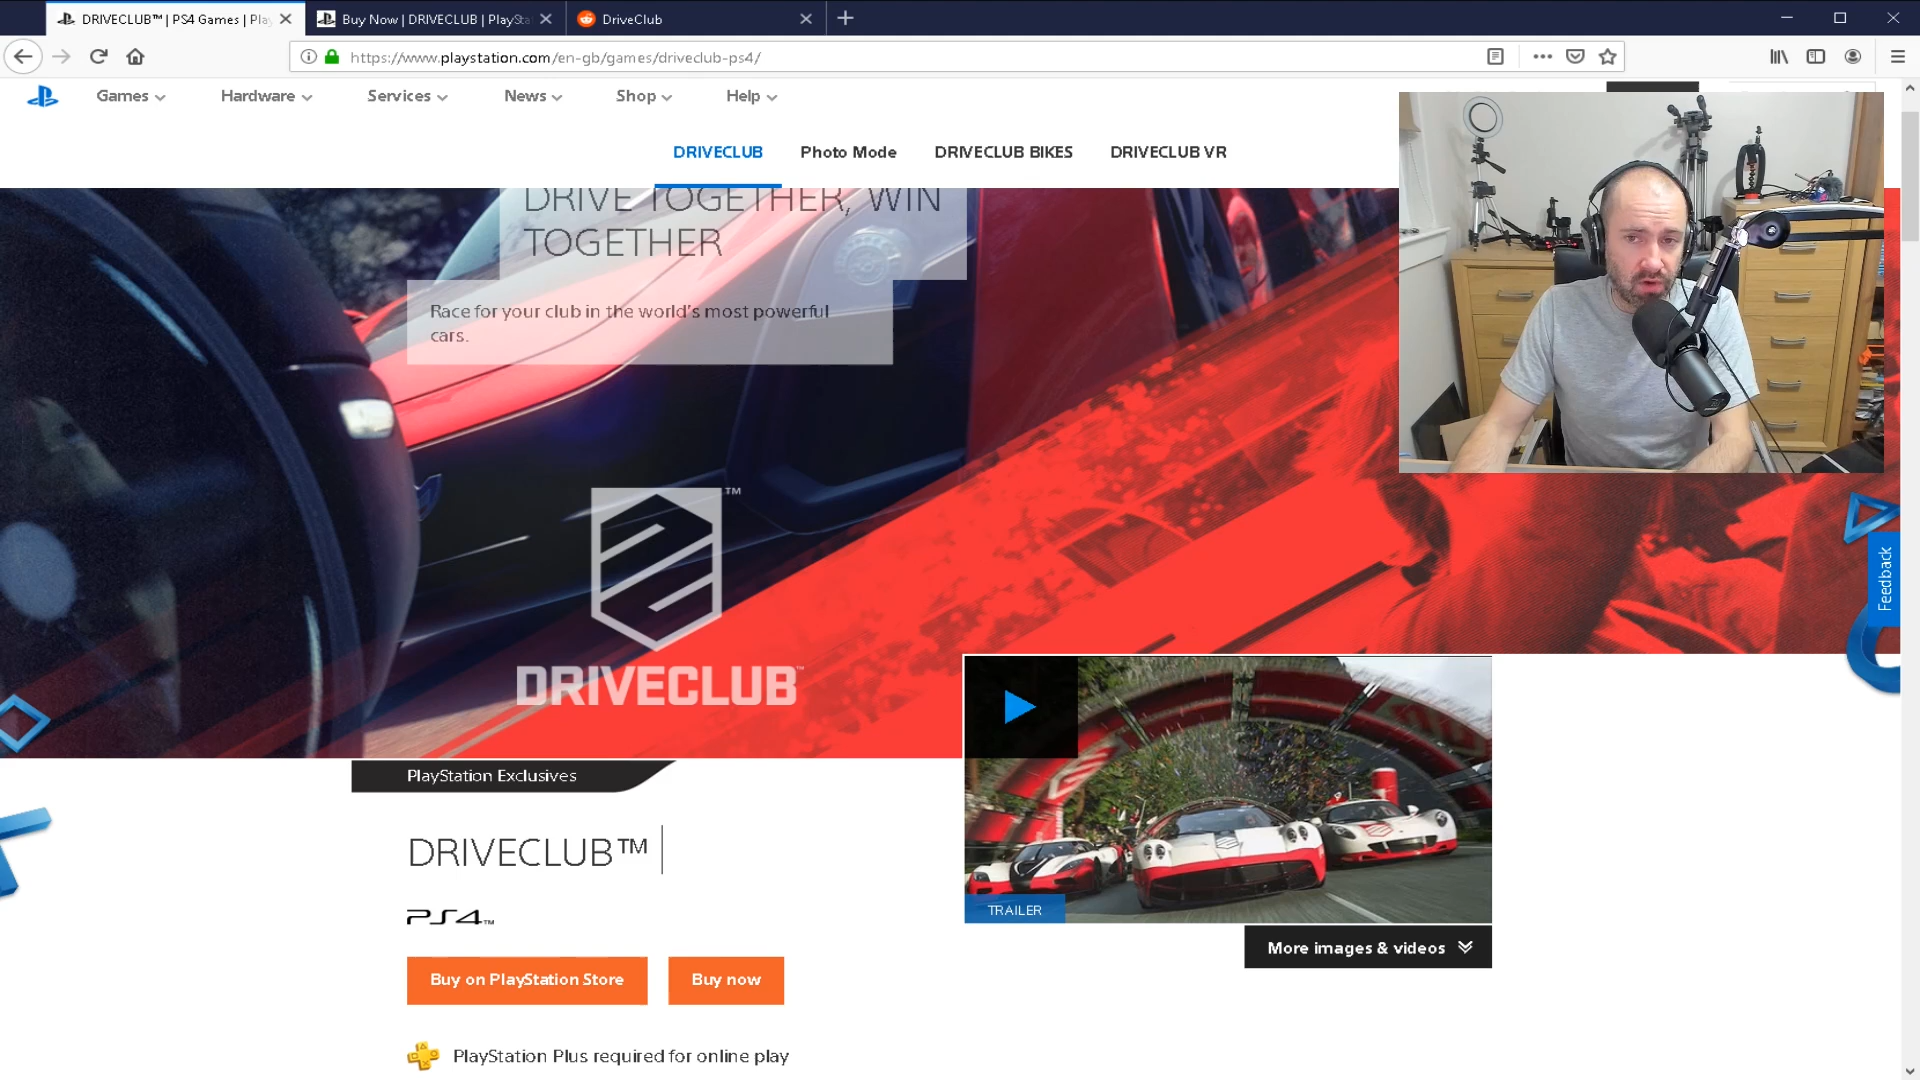 DRIVECLUB™ | PS4 Games | Pla
Buy Now | DRIVECLUB | PlaySta
DriveClub
https://www.playstation.com/en-gb/games/driveclub-ps4/
Games
Hardware
Services
News
Shop
Help
DRIVECLUB
Photo Mode
DRIVECLUB BIKES
DRIVECLUB VR
DRIVE TOGETHER, WIN
TOGETHER
Race for your club in the world's most powerful
cars.
TM
DRIVECLUB™
Feedback
PlayStation Exclusives
DRIVECLUB™
PS4™
TRAILER
More images & videos
Buy on PlayStation Store
Buy now
PlayStation Plus required for online play